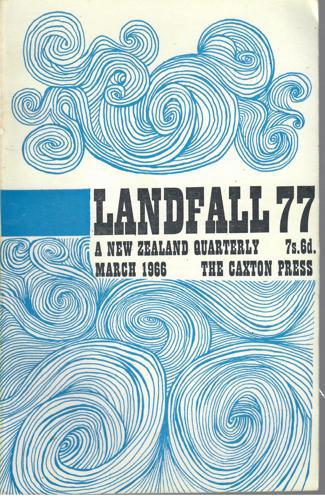 LANDFALL 77
A NEW ZEALAND QUARTERLY 7s.6d.
MARCH 1966 THE CAXTON PRESS